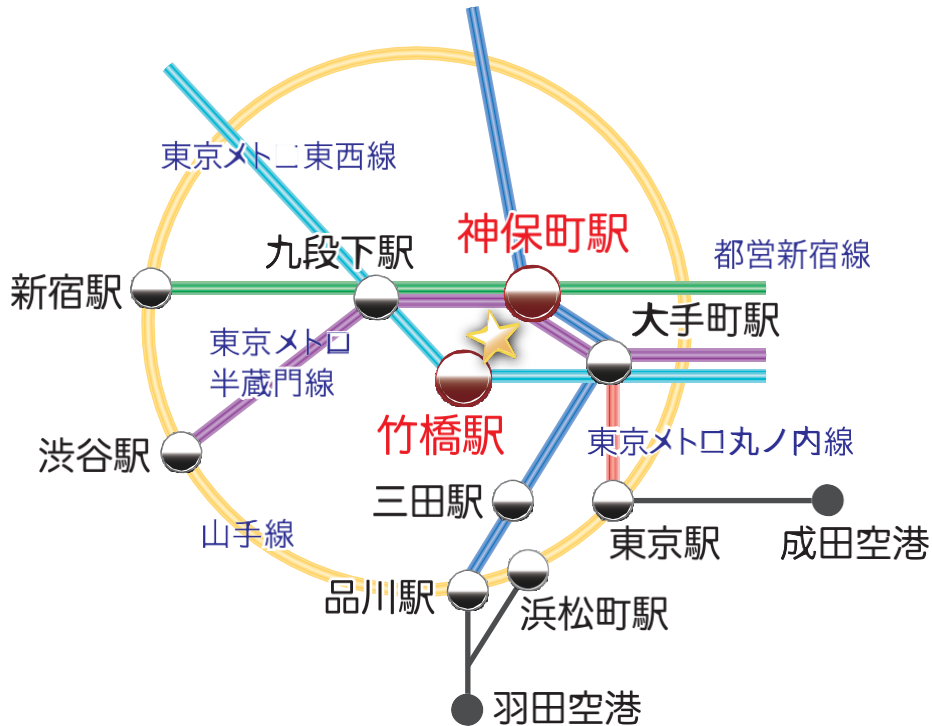 東京メトロ東西線
神保町駅
九段下駅
都営新宿線
新宿駅
大手町駅
東京メトロ
半蔵門線
竹橋駅
東京メトロ丸ノ内線
渋谷駅
三田駅
山手線
東京駅
成田空港
品川駅
浜松町駅
羽田空港